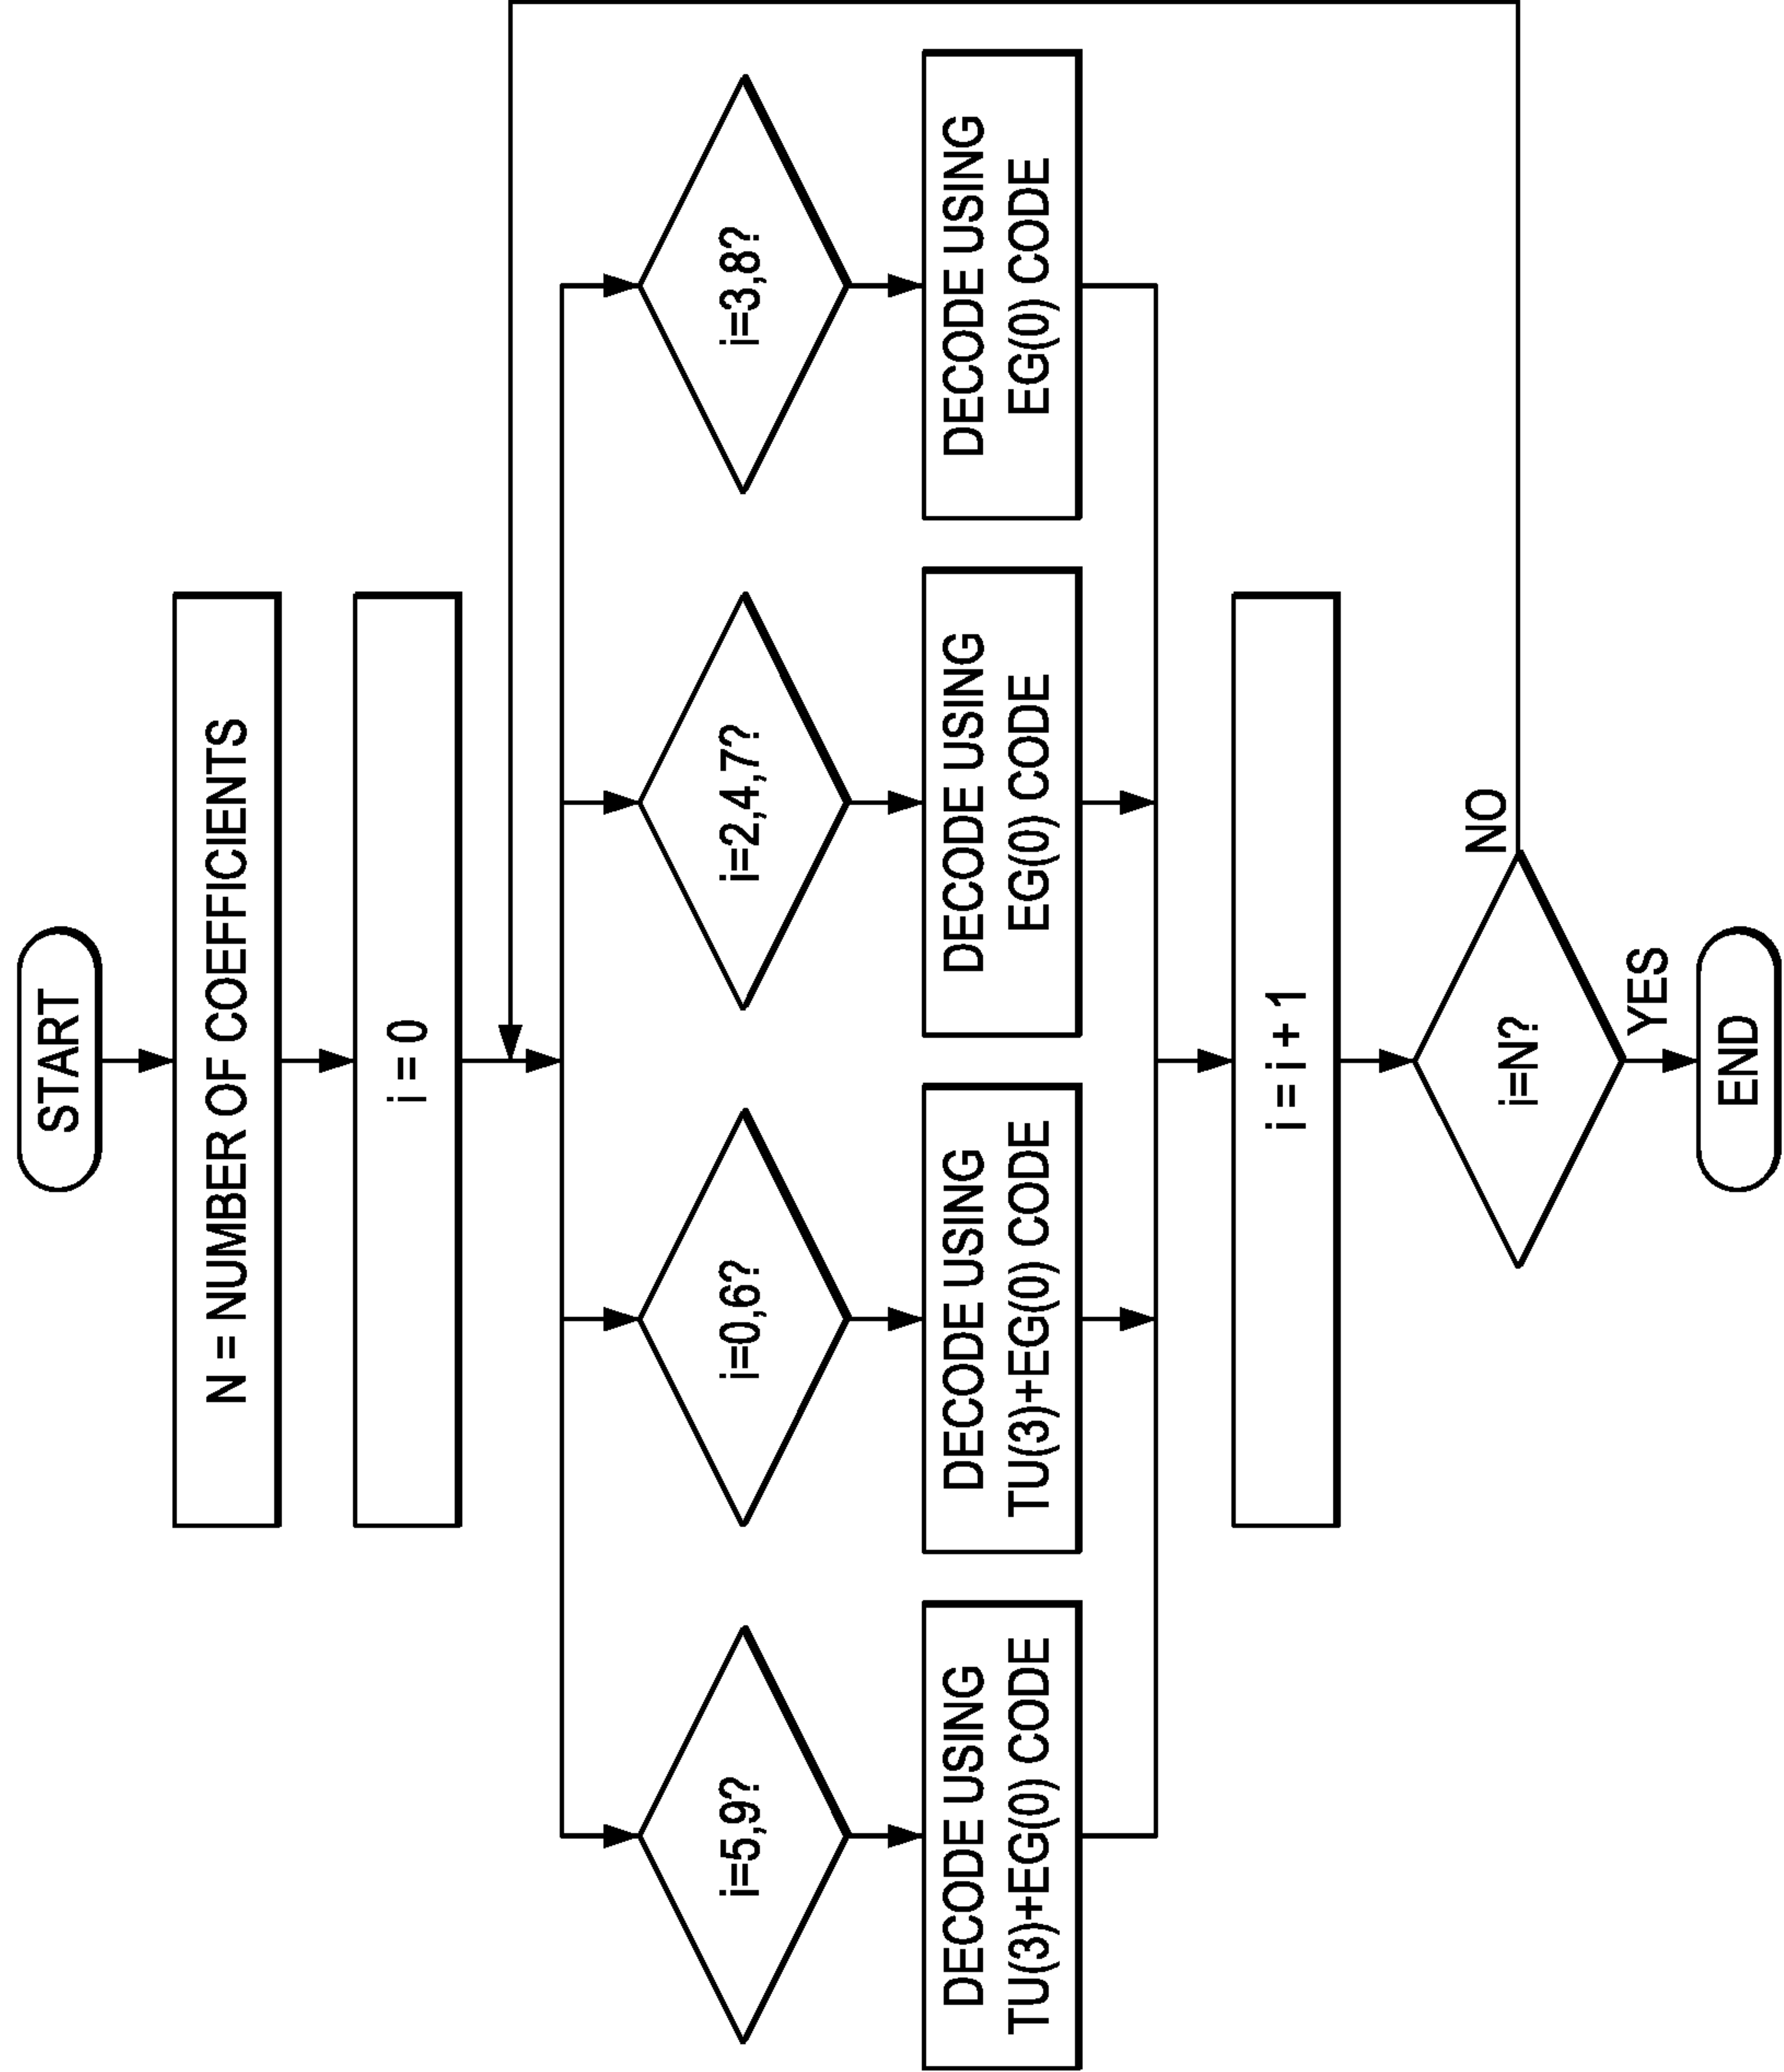 START
N = NUMBER OF COEFFICIENTS
i = 0
i=5,9?
i=0,6?
i=2,4,7?
i=3,8?
DECODE USING
TU(3)+EG(0) CODE
DECODE USING
TU(3)+EG(0) CODE
DECODE USING
EG(0) CODE
DECODE USING
EG(0) CODE
i = i + 1
i=N?
NO
YES
END